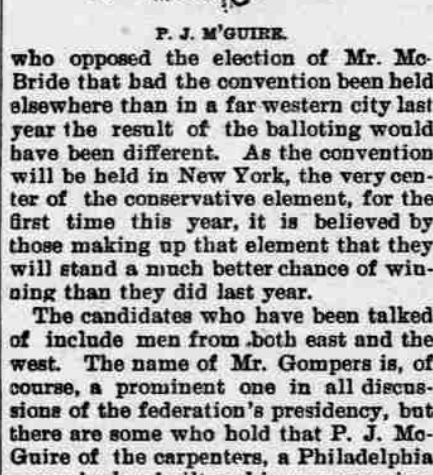 P. J. M'GUIRE.
who opposed the election of Mr. Mc-
Bride that had the convention been held
elsewhere than in a far western city last
year the result of the balloting would
have been different. As the convention
will be held in New York, the very cen-
ter of the conservative element, for the
first time this year, it is believed by
those making up that element that they
will stand a much better chance of win-
ning than they did last year.
The candidates who have been talked
of include men from both east and the
west. The name of Mr. Gompers is, of
course, a prominent one in all discus-
sions of the federation's presidency, but
there are some who hold that P. J. Mc-
Guire of the carpenters, a Philadelphia